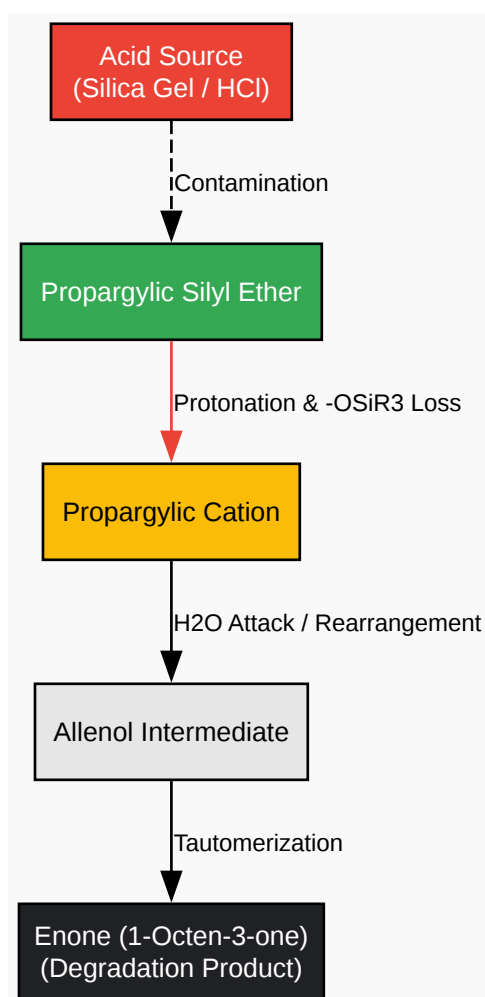 Acid Source
(Silica Gel / HCl)
Contamination
Propargylic Silyl Ether
Protonation & -OSiR3 Loss
Propargylic Cation
H2O Attack / Rearrangement
Allenol Intermediate
Tautomerization
Enone (1-Octen-3-one)
(Degradation Product)